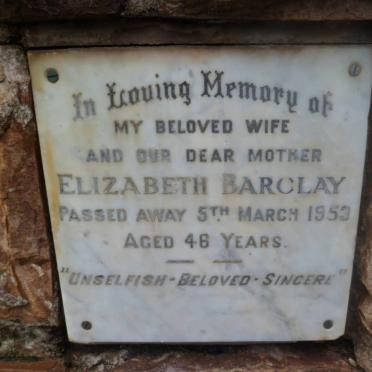 In Loving Memory of
MY BELOVED WIFE
AND OUR DEAR MOTHER
ELIZABETH BARCLAY
PASSED AWAY 5TH MARCH 1953
AGED 46 YEARS.
"UNSELFISH-BELOVED-SINCERE"